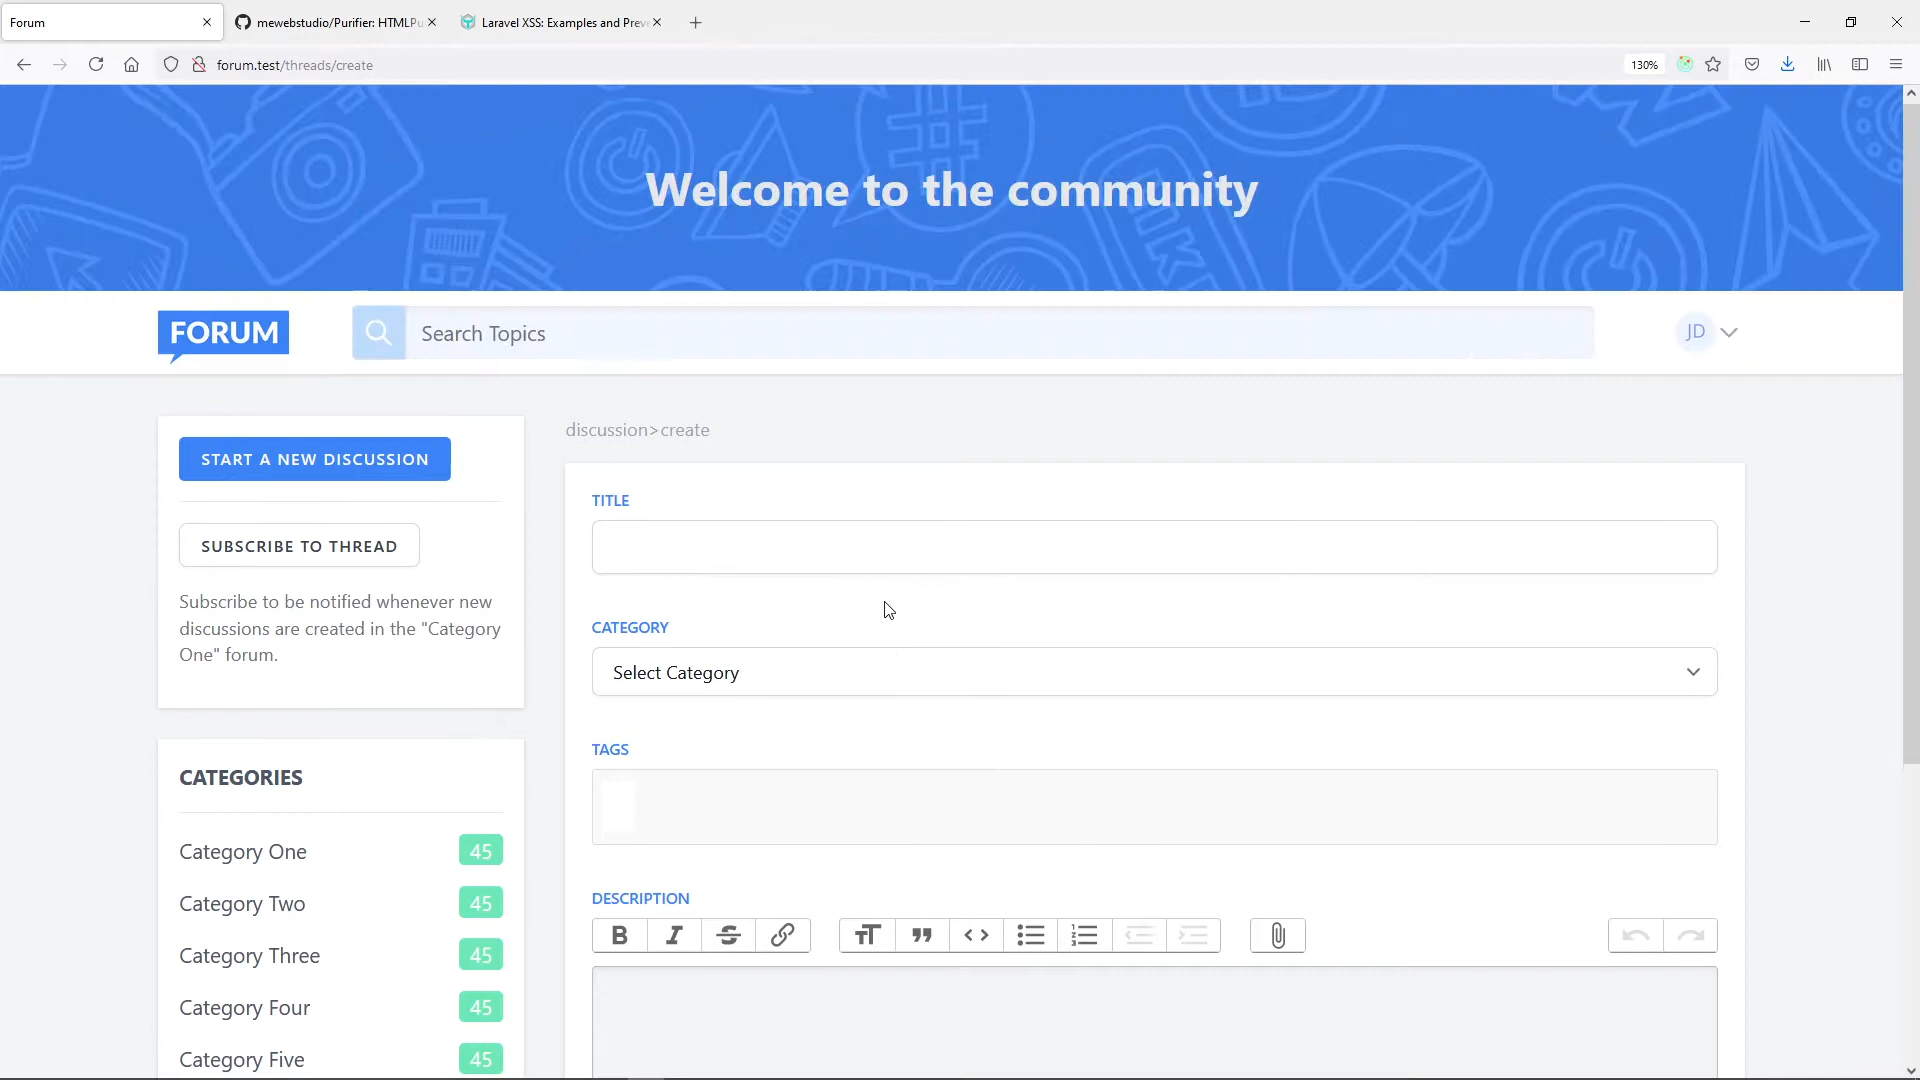 Forum
mewebstudio/Purifier: HTMLPu
Laravel XSS: Examples and Preve
forum.test/threads/create
130%
Welcome to the community
FORUM
Search Topics
JD
START A NEW DISCUSSION
SUBSCRIBE TO THREAD
Subscribe to be notified whenever new
discussions are created in the "Category
One" forum.
CATEGORIES
Category One 45
Category Two 45
Category Three 45
Category Four 45
Category Five 45
discussion>create
TITLE
CATEGORY
Select Category
TAGS
DESCRIPTION